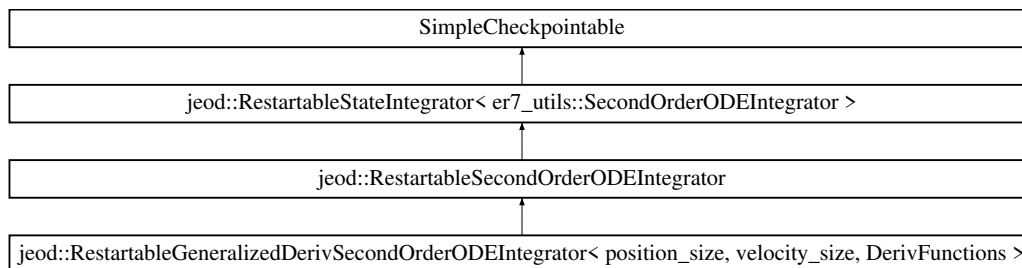 SimpleCheckpointable
jeod::RestartableStateIntegrator< er7_utils::SecondOrderODEIntegrator >
jeod::RestartableSecondOrderODEIntegrator
jeod::RestartableGeneralizedDerivSecondOrderODEIntegrator< position_size, velocity_size, DerivFunctions >